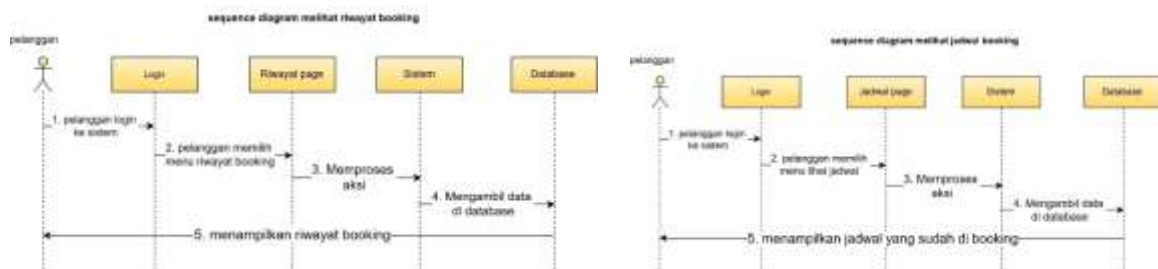 sequence diagram melihat riwayat booking
pelanggan
Login
Riwayat page
Sistem
Database
1. pelanggan login
ke sistem
2. pelanggan memilih
menu riwayat booking
3. Memproses
aksi
4. Mengambil data
di database
5. menampilkan riwayat booking
sequence diagram melihat jadwal booking
pelanggan
Login
Jadwal page
Sistem
Database
1. pelanggan login
ke sistem
2. pelanggan memilih
menu lihat jadwal
3. Memproses
aksi
4. Mengambil data
di database
5. menampilkan jadwal yang sudah di booking